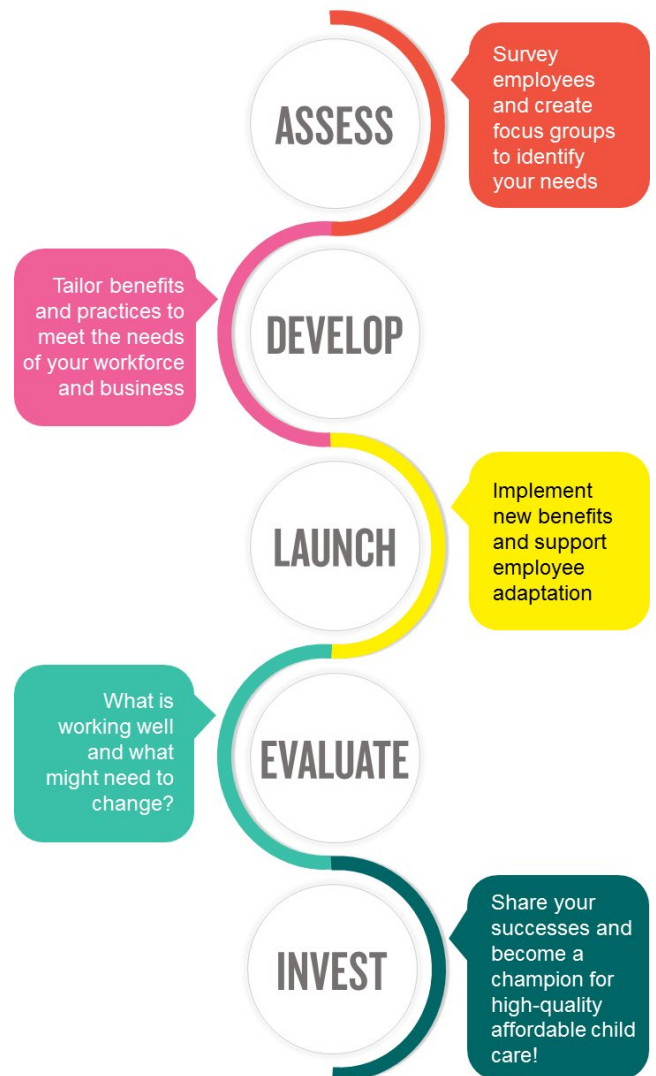 ASSESS
Survey
employees
and create
focus groups
to identify
your needs
Tailor benefits
and practices to
meet the needs
of your workforce
and business
DEVELOP
LAUNCH
Implement
new benefits
and support
employee
adaptation
What is
working well
and what
might need to
change?
EVALUATE
INVEST
Share your
successes and
become a
champion for
high-quality
affordable child
care!